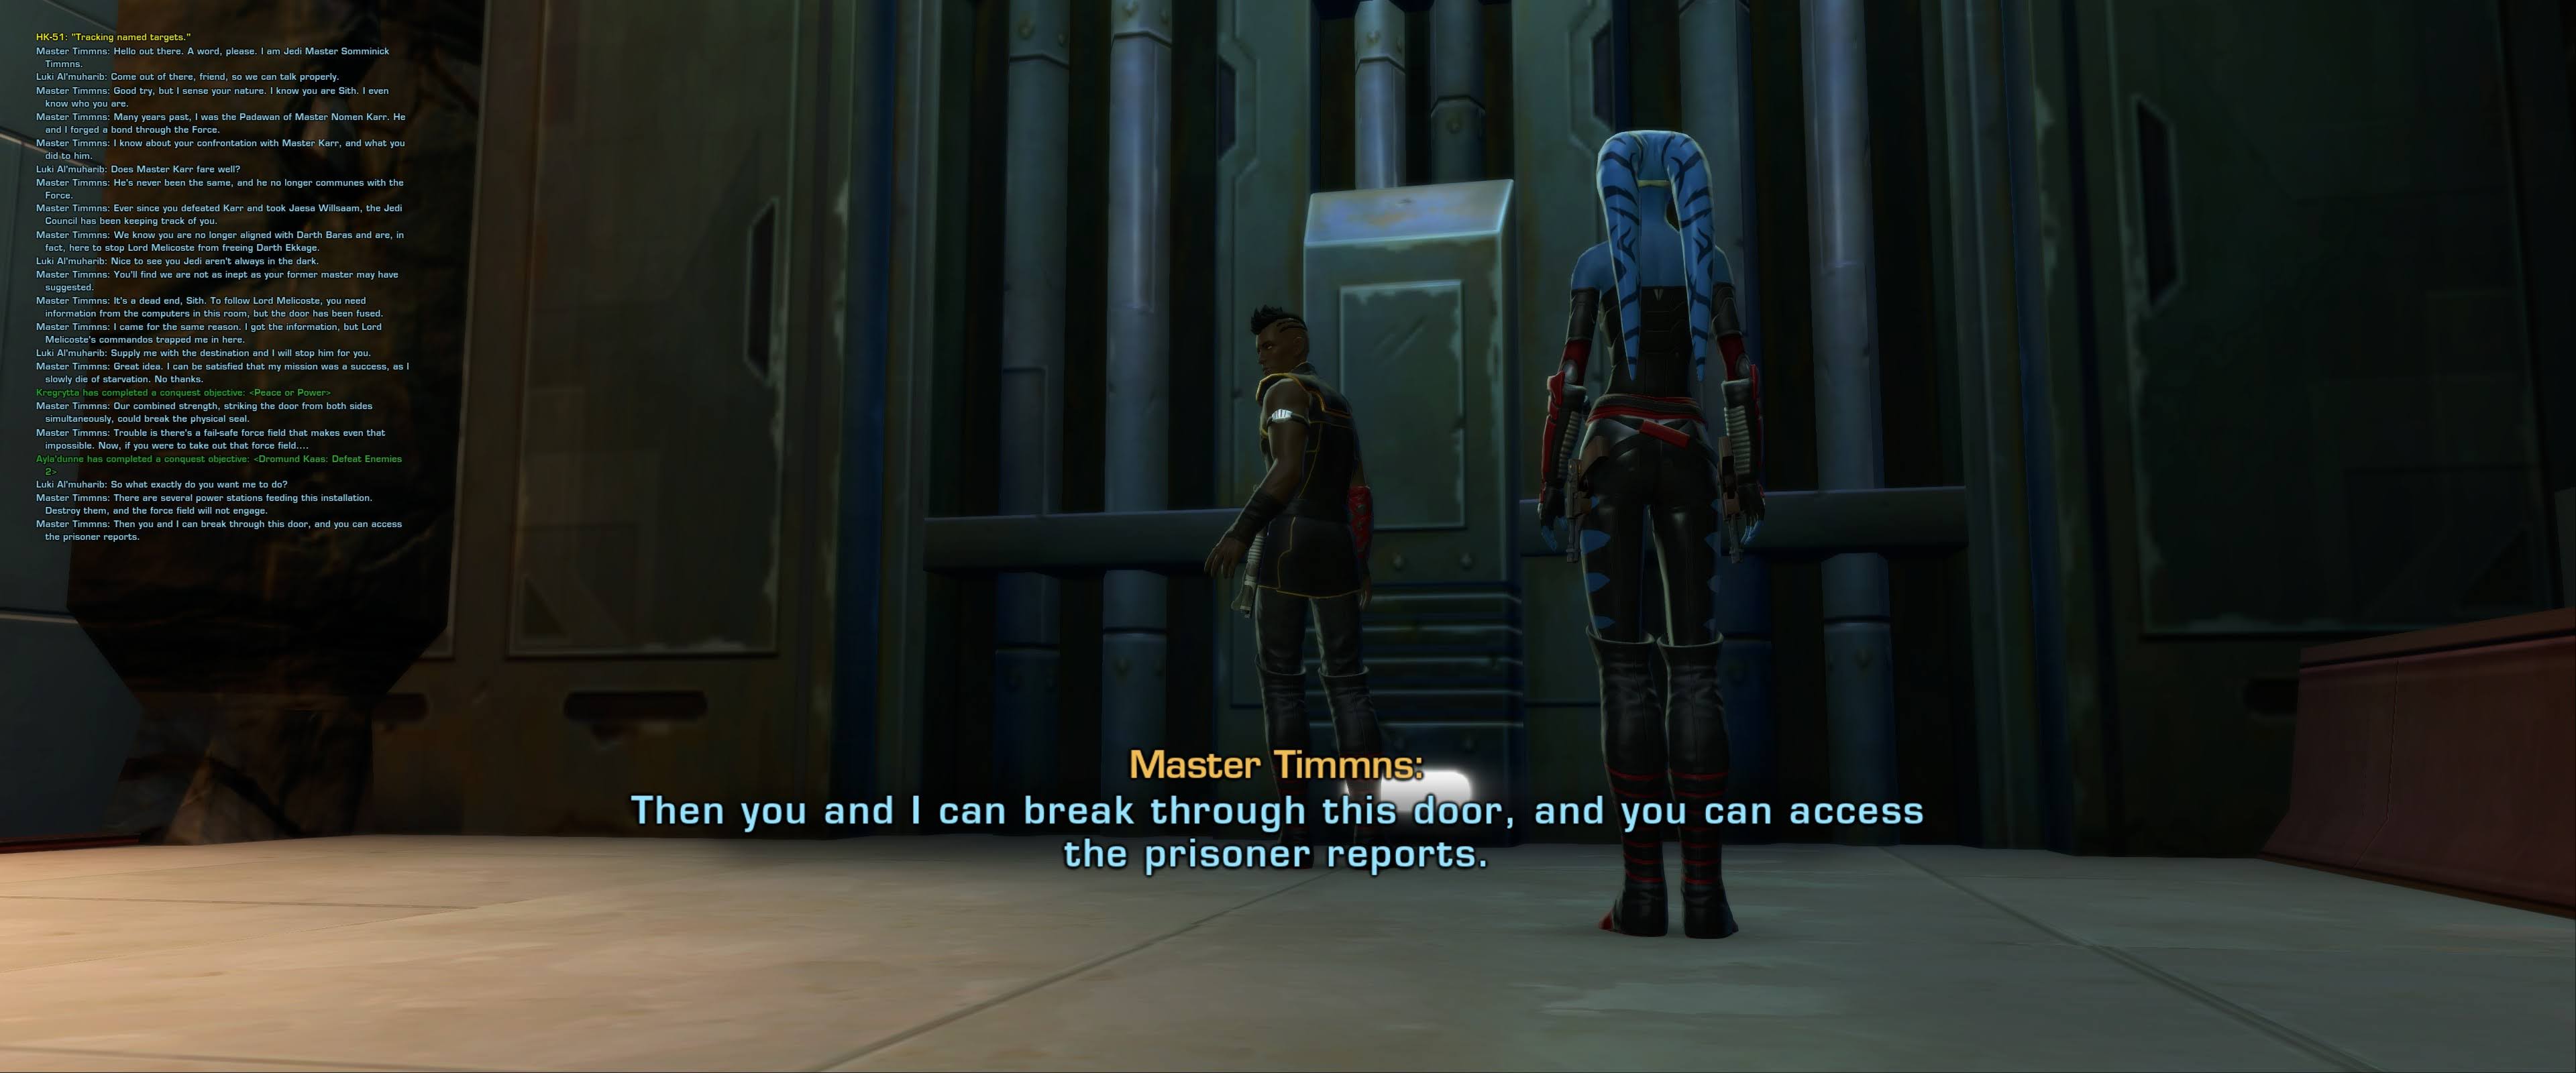 HK-51: "Tracking named targets."
Master Timmns: Hello out there. A word, please. I am Jedi Master Somminick
Timmns.
Luki Al'muharib: Come out of there, friend, so we can talk properly.
Master Timmns: Good try, but I sense your nature. I know you are Sith. I even
know who you are.
Master Timmns: Many years past, I was the Padawan of Master Nomen Karr. He
and I forged a bond through the Force.
Master Timmns: I know about your confrontation with Master Karr, and what you
did to him.
Luki Al'muharib: Does Master Karr fare well?
Master Timmns: He's never been the same, and he no longer communes with the
Force.
Master Timmns: Ever since you defeated Karr and took Jaesa Willsaam, the Jedi
Council has been keeping track of you.
Master Timmns: We know you are no longer aligned with Darth Baras and are, in
fact, here to stop Lord Melicoste from freeing Darth Ekkage.
Luki Al'muharib: Nice to see you Jedi aren't always in the dark.
Master Timmns: You'll find we are not as inept as your former master may have
suggested.
Master Timmns: It's a dead end, Sith. To follow Lord Melicoste, you need
information from the computers in this room, but the door has been fused.
Master Timmns: I came for the same reason. I got the information, but Lord
Melicoste's commandos trapped me in here.
Luki Al'muharib: Supply me with the destination and I will stop him for you.
Master Timmns: Great idea. I can be satisfied that my mission was a success, as I
slowly die of starvation. No thanks.
Kregrytta has completed a conquest objective: <Peace or Power>
Master Timmns: Our combined strength, striking the door from both sides
simultaneously, could break the physical seal.
Master Timmns: Trouble is there's a fail-safe force field that makes even that
impossible. Now, if you were to take out that force field....
Ayla'dunne has completed a conquest objective: <Dromund Kaas: Defeat Enemies
2>
Luki Al'muharib: So what exactly do you want me to do?
Master Timmns: There are several power stations feeding this installation.
Destroy them, and the force field will not engage.
Master Timmns: Then you and I can break through this door, and you can access
the prisoner reports.
Master Timmns:
Then you and I can break through this door, and you can access
the prisoner reports.